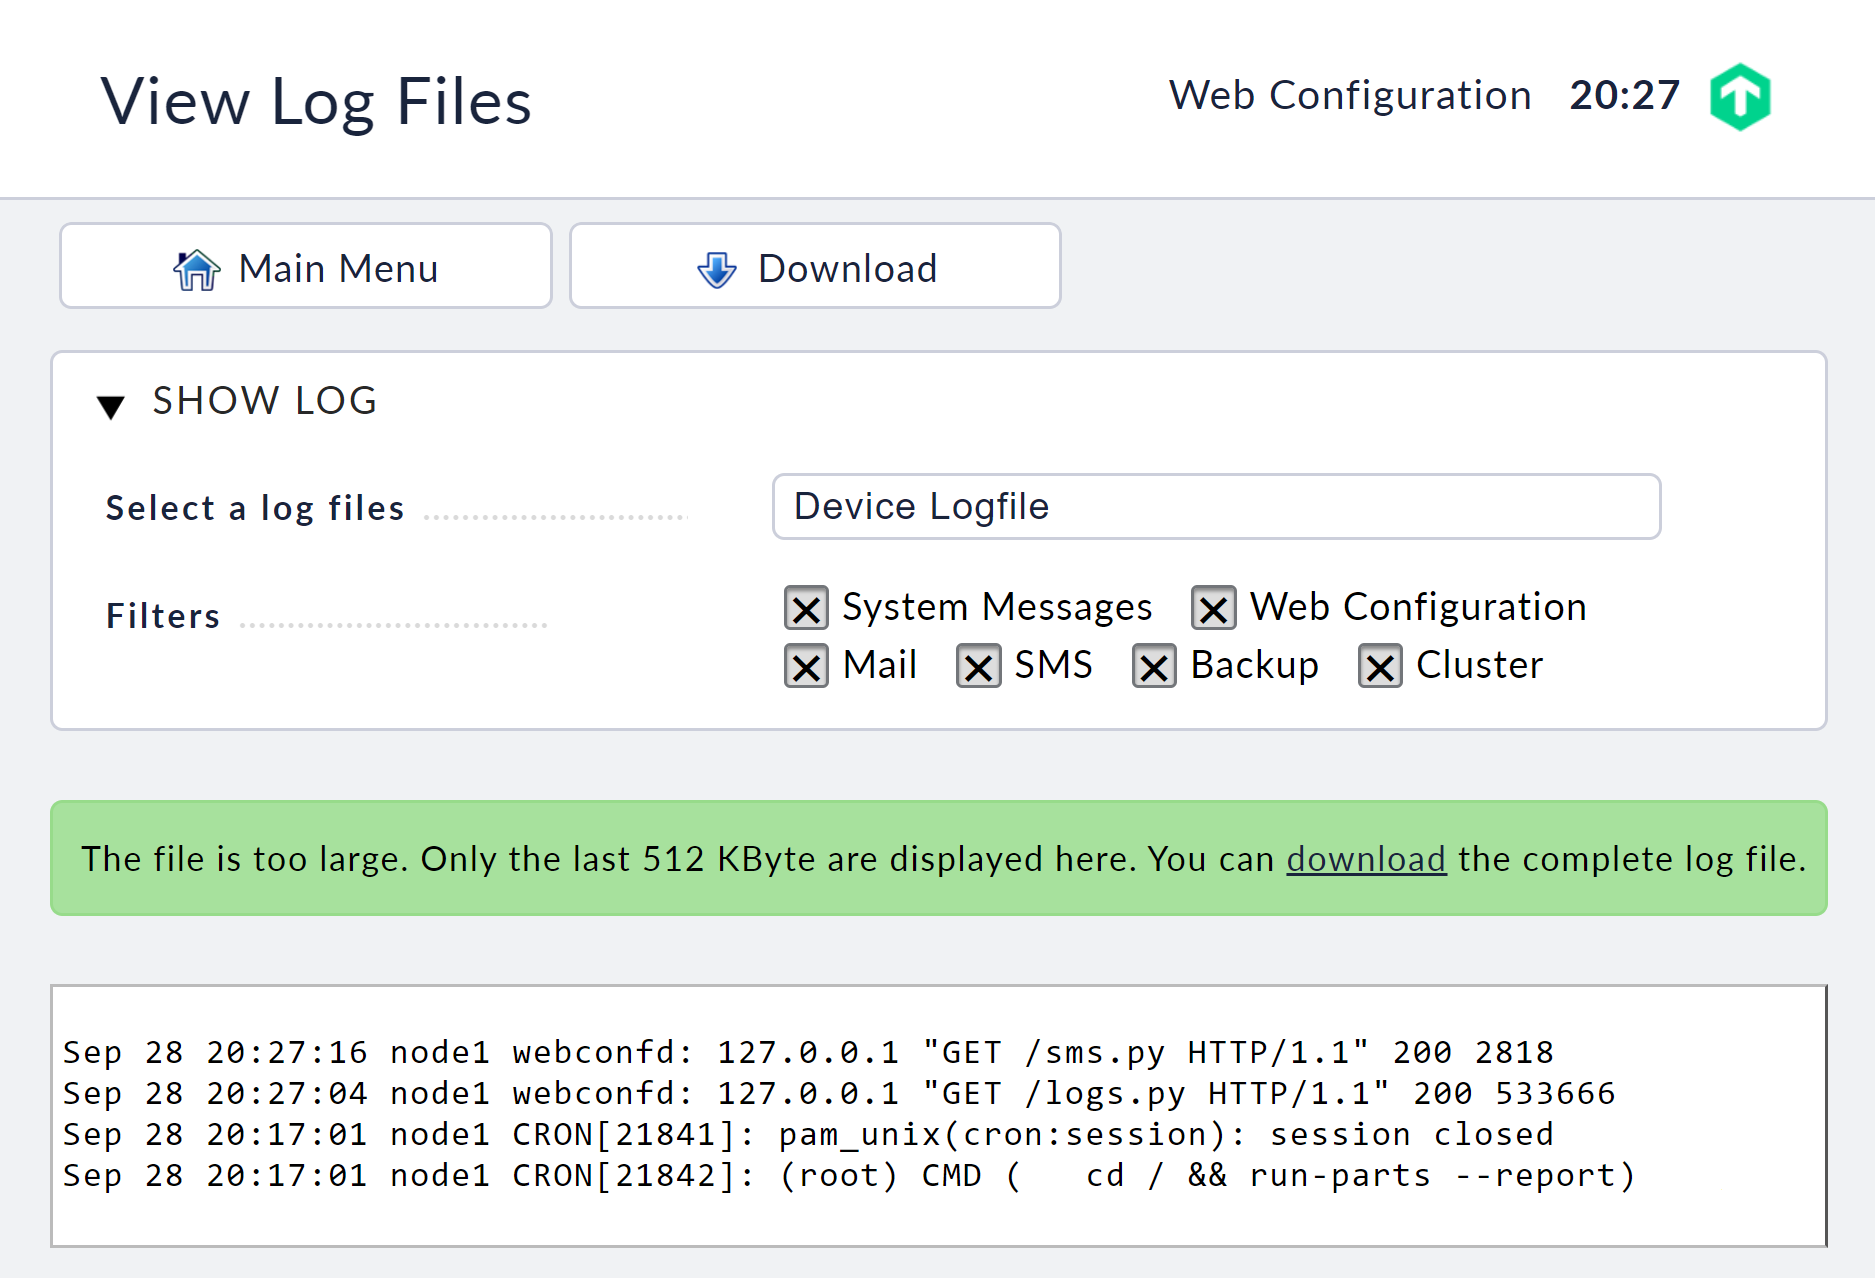 View Log Files
Web Configuration 20:27
Main Menu
Download
SHOW LOG
Select a log files
Device Logfile
Filters
System Messages Web Configuration
Mail SMS Backup Cluster
The file is too large. Only the last 512 KByte are displayed here. You can download the complete log file.
Sep 28 20:27:16 node1 webconfd: 127.0.0.1 "GET /sms.py HTTP/1.1" 200 2818
Sep 28 20:27:04 node1 webconfd: 127.0.0.1 "GET /logs.py HTTP/1.1" 200 533666
Sep 28 20:17:01 node1 CRON[21841]: pam_unix(cron:session): session closed
Sep 28 20:17:01 node1 CRON[21842]: (root) CMD (   cd / && run-parts --report)